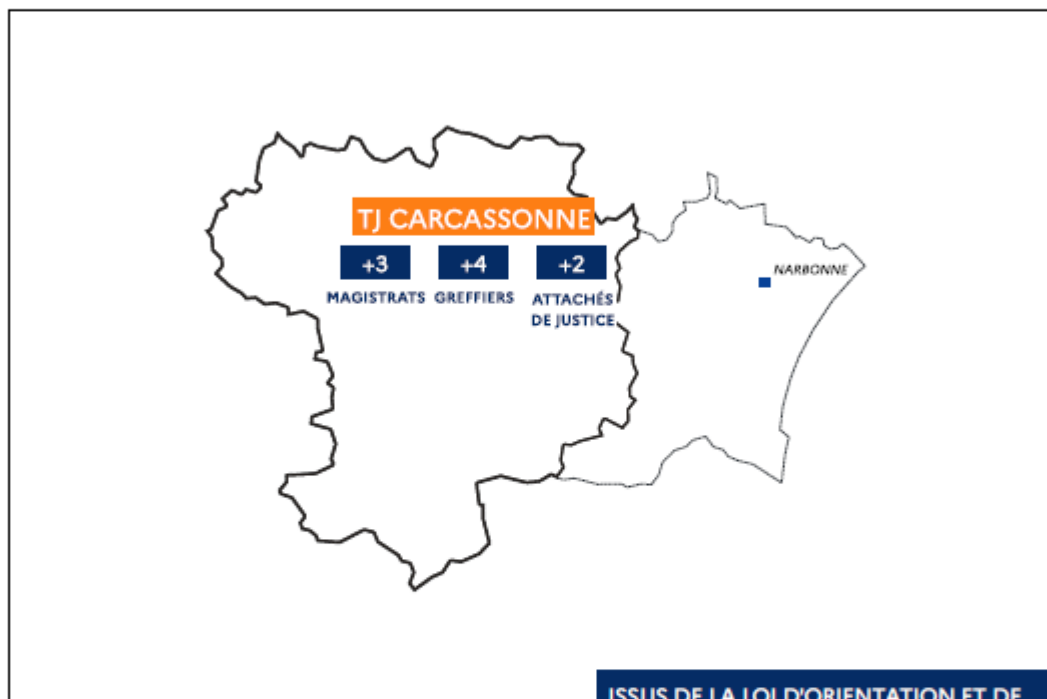 TJ CARCASSONNE
+3
+4
+2
NARBONNE
MAGISTRATS
GREFFIERS
ATTACHÉS
DE JUSTICE
ISSUS DE LA LOI D'ORIENTATION ET DE